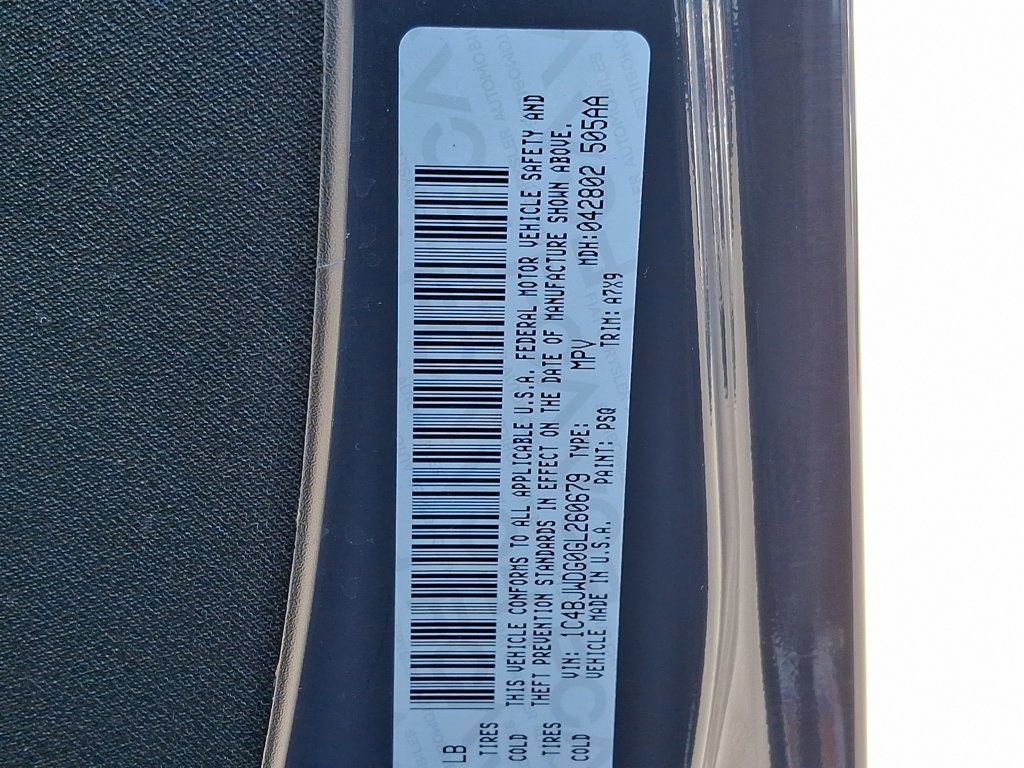 LB
TIRES
COLD
TIRES
COLD
THIS VEHICLE CONFORMS TO ALL APPLICABLE U.S.A. FEDERAL MOTOR VEHICLE SAFETY AND
THEFT PREVENTION STANDARDS IN EFFECT ON THE DATE OF MANUFACTURE SHOWN ABOVE.
VIN: 1C4BJWDG0GL260679 TYPE: MPV MDH:042802 505AA
VEHICLE MADE IN U.S.A. PAINT: PSQ TRIM: A7X9